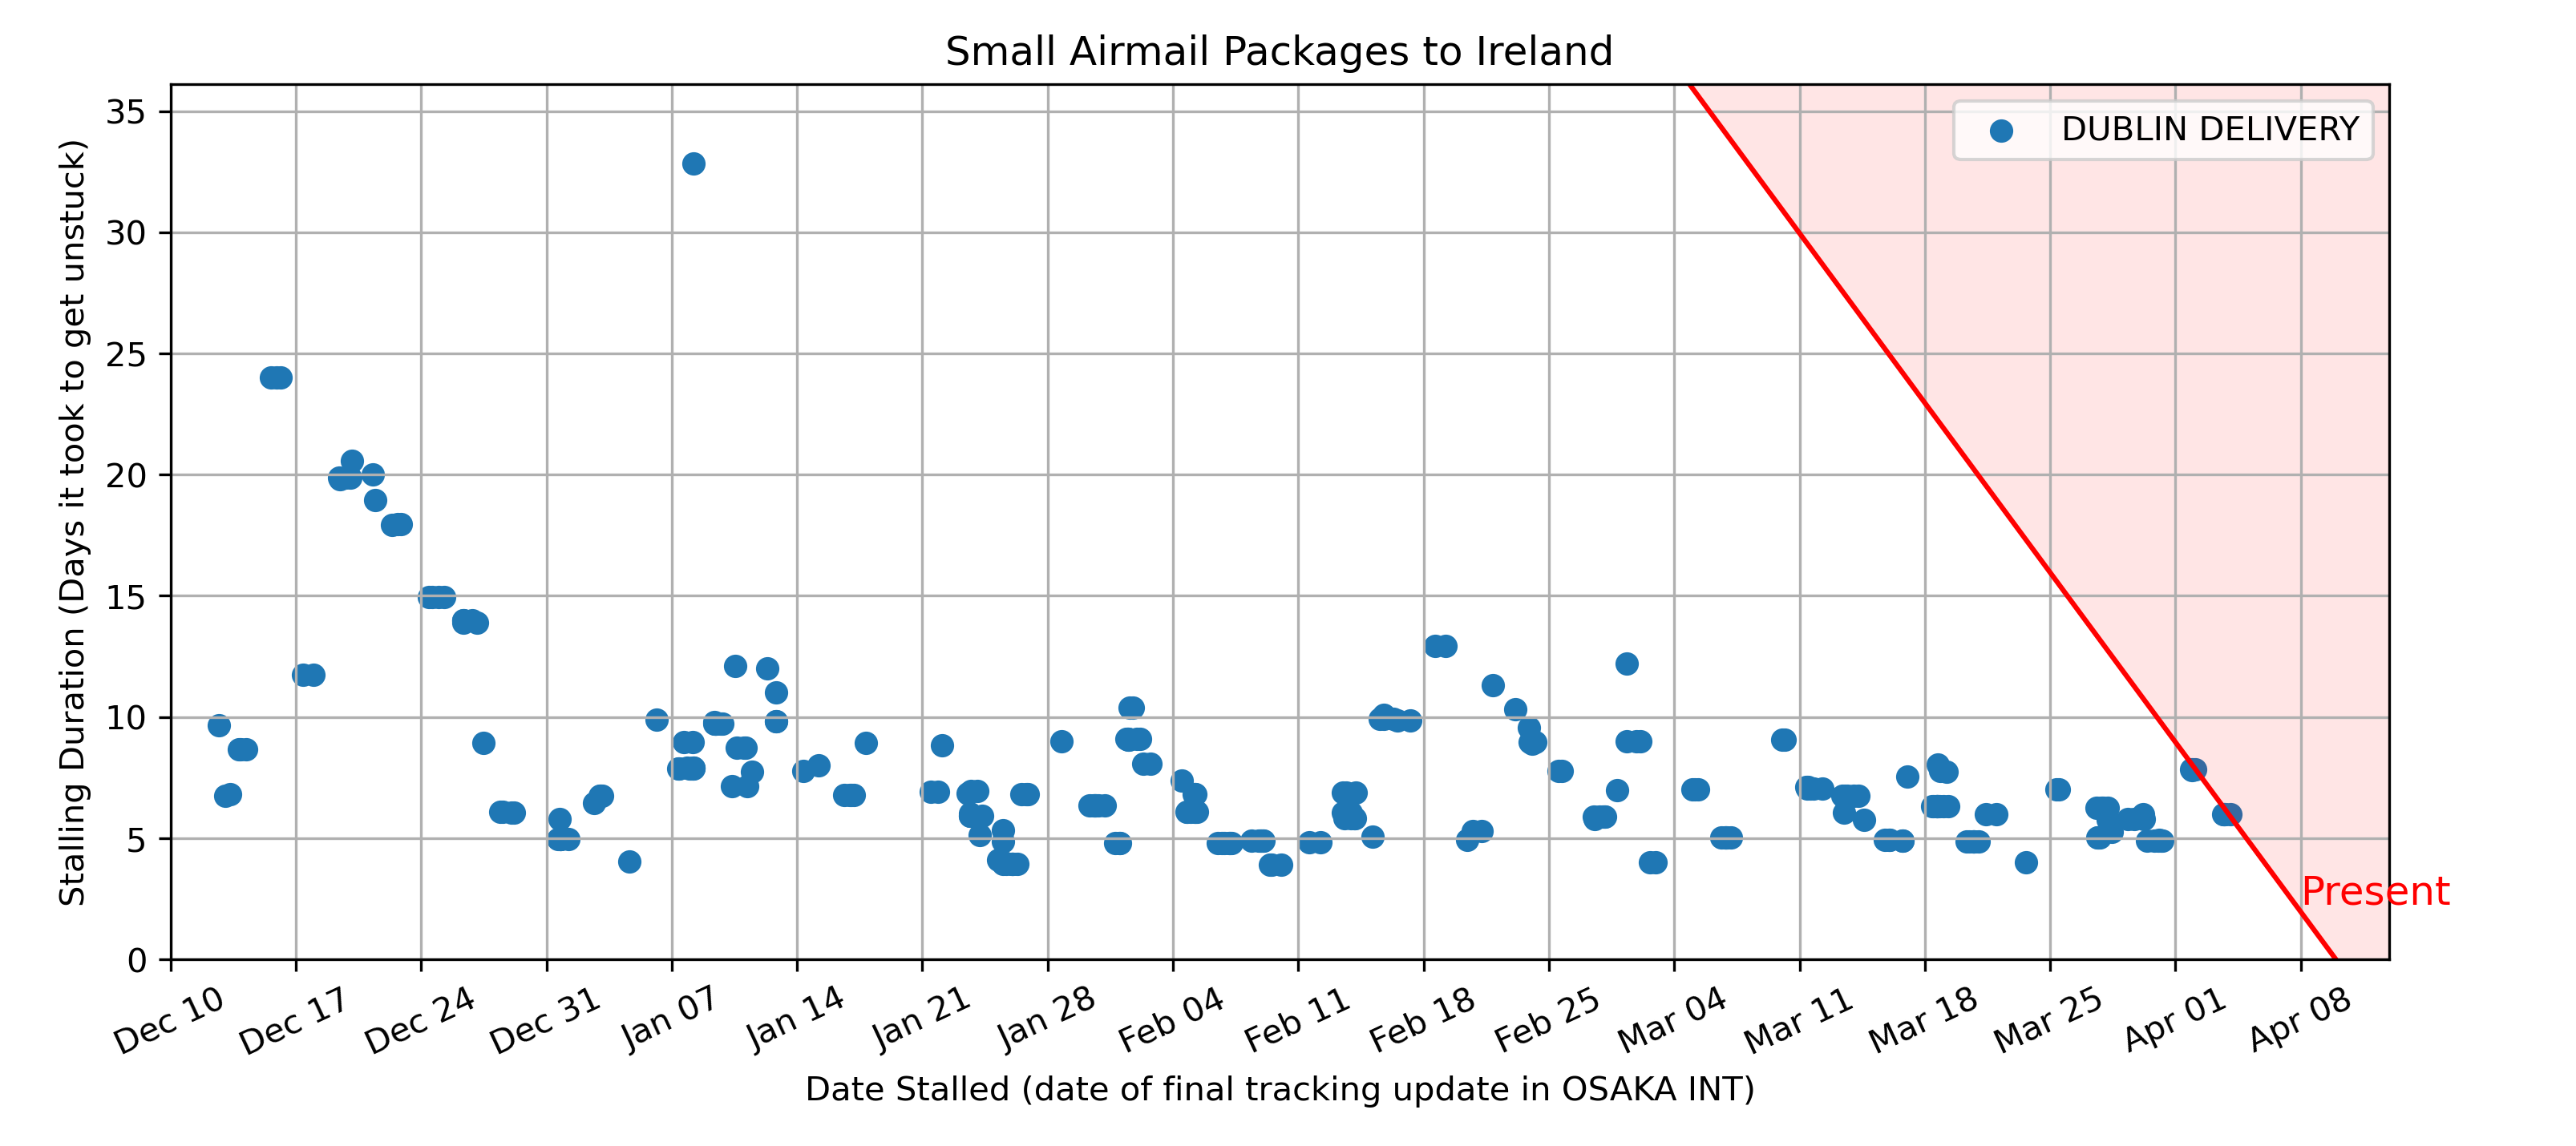 Small Airmail Packages to Ireland
DUBLIN DELIVERY
Stalling Duration (Days it took to get unstuck)
35
30
25
20
15
10
5
0
Present
Dec 10 Dec 17 Dec 24 Dec 31 Jan 07 Jan 14 Jan 21 Jan 28 Feb 04 Feb 11 Feb 18 Feb 25 Mar 04 Mar 11 Mar 18 Mar 25 Apr 01 Apr 08
Date Stalled (date of final tracking update in OSAKA INT)